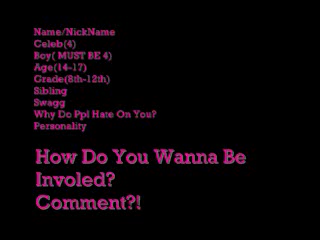 Name/NickName
Celeb(4)
Boy( MUST BE 4)
Age(14-17)
Grade(8th-12th)
Sibling
Swagg
Why Do Ppl Hate On You?
Personality
How Do You Wanna Be
Involed?
Comment?!